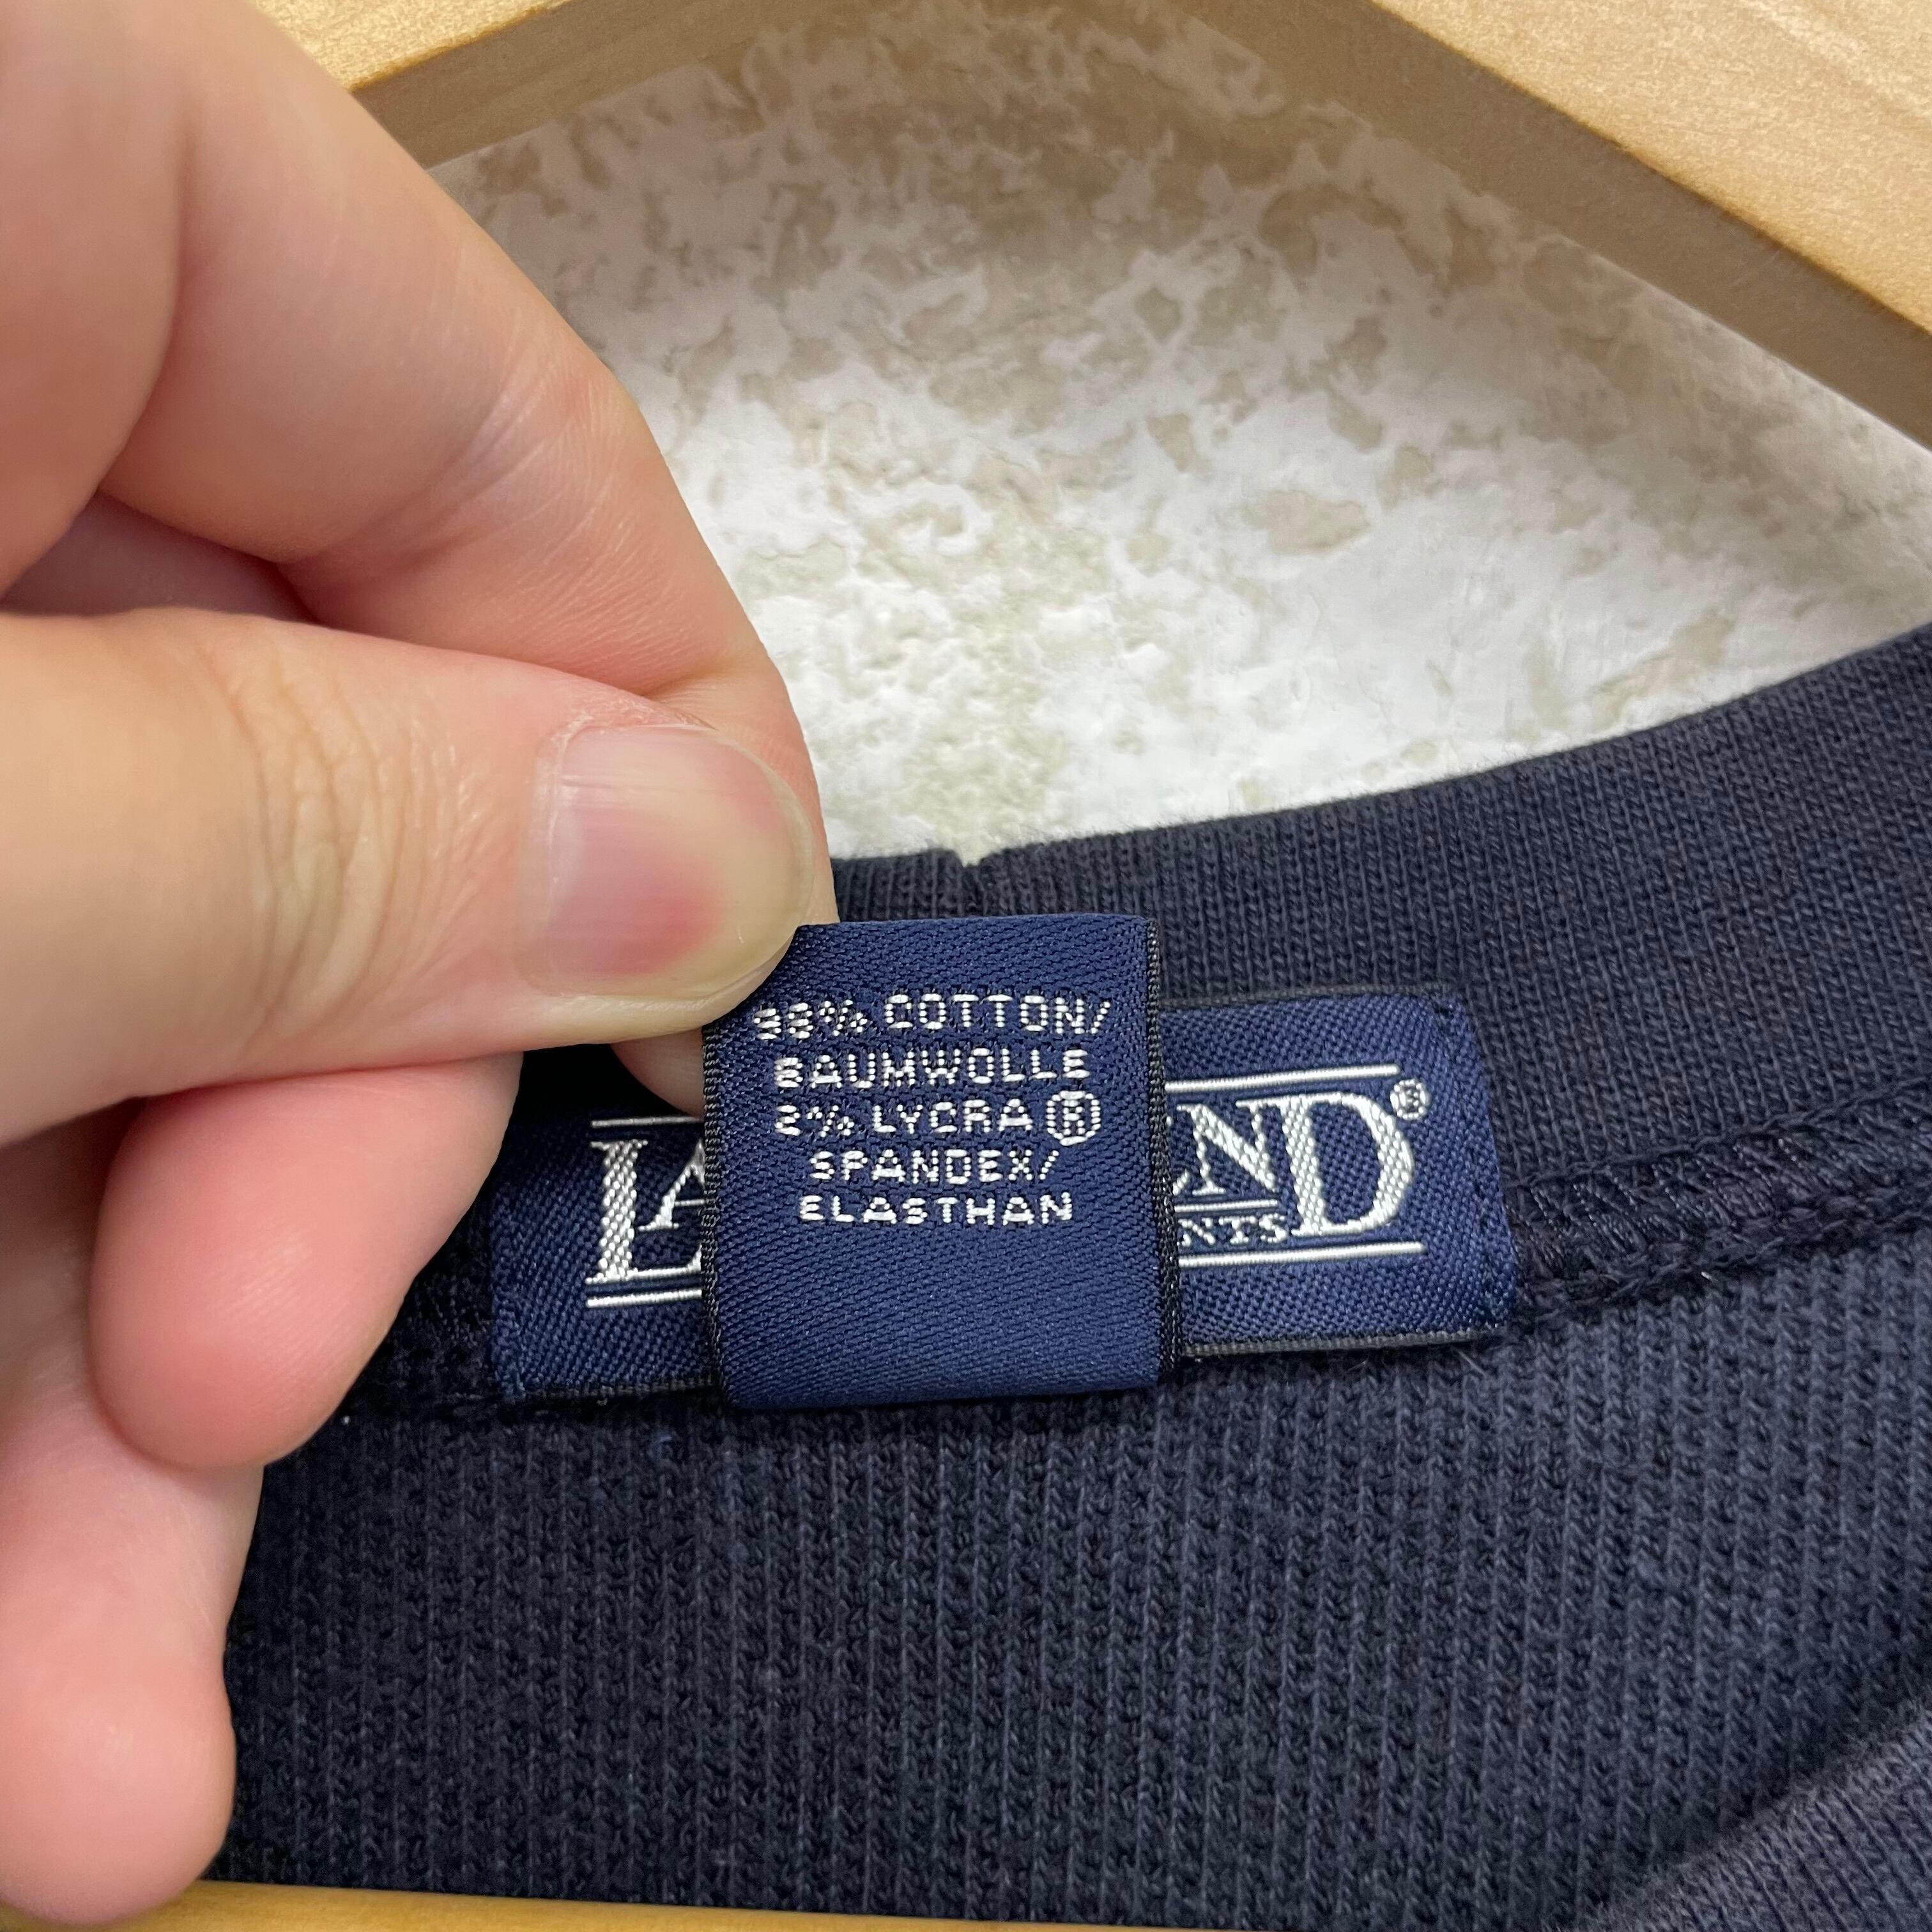 98% COTTON/
BAUMWOLLE
2% LYCRA ®
SPANDEX/
ELASTHAN